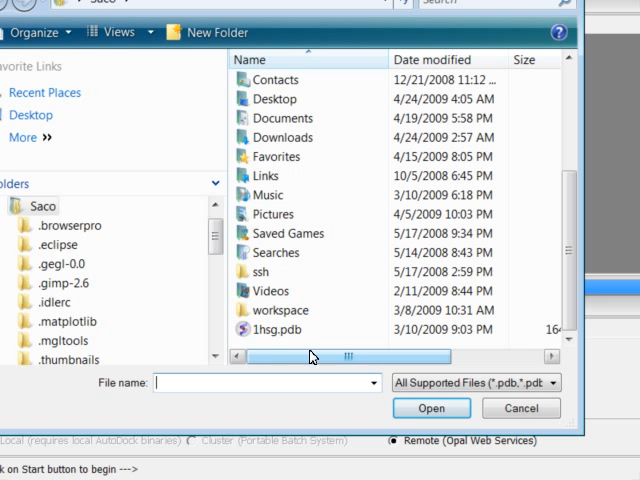 Saco
Search
Organize Views New Folder
avorite Links
Recent Places
Desktop
More
olders
Saco
.browserpro
.eclipse
.gegl-0.0
.gimp-2.6
.idlerc
.matplotlib
.mgltools
.thumbnails
Name Date modified Size
Contacts 12/21/2008 11:12 ...
Desktop 4/24/2009 4:05 AM
Documents 4/19/2009 5:58 PM
Downloads 4/24/2009 2:57 AM
Favorites 4/15/2009 8:05 PM
Links 10/5/2008 6:45 PM
Music 3/10/2009 6:18 PM
Pictures 4/5/2009 10:03 PM
Saved Games 5/17/2008 9:34 PM
Searches 5/14/2008 8:43 PM
ssh 5/17/2008 2:59 PM
Videos 2/11/2009 8:44 PM
workspace 3/8/2009 10:31 AM
1hsg.pdb 3/10/2009 9:03 PM 164
File name: All Supported Files (*.pdb,*.pdb
Open Cancel
Local (requires local AutoDock binaries) Cluster (Portable Batch System) Remote (Opal Web Services)
k on Start button to begin --->